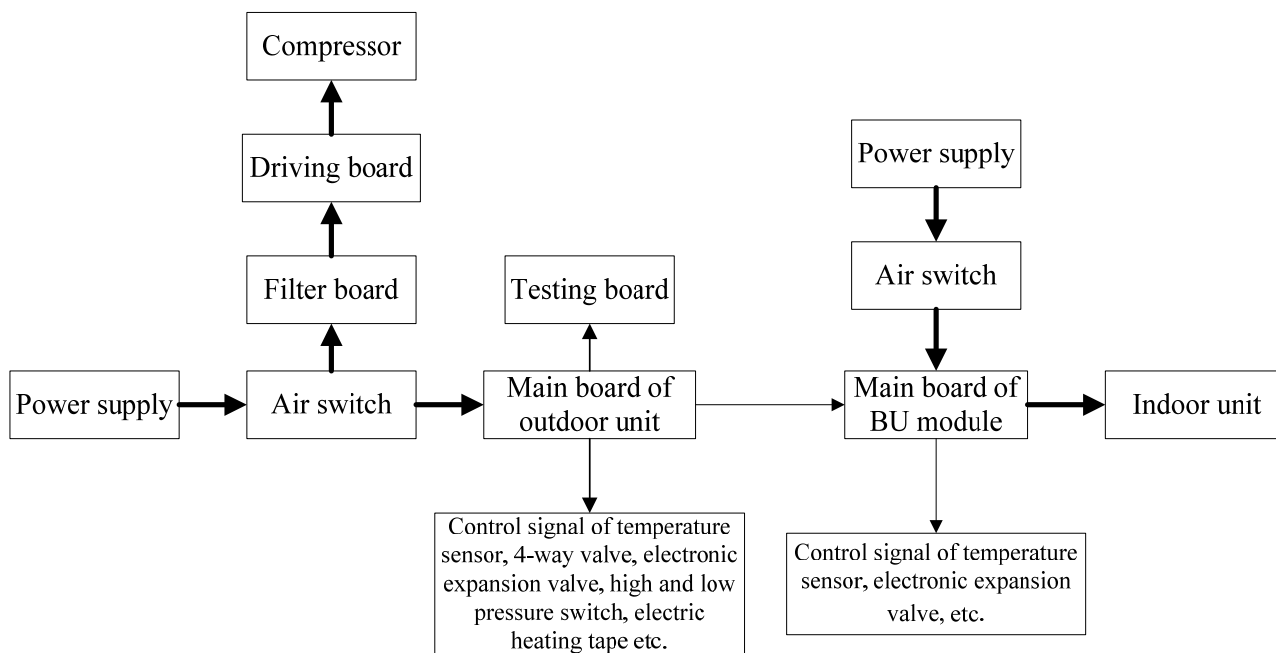 Compressor
Driving board
Power supply
Filter board
Testing board
Air switch
Power supply
Air switch
Main board of
outdoor unit
Main board of
BU module
Indoor unit
Control signal of temperature
sensor, 4-way valve, electronic
expansion valve, high and low
pressure switch, electric
heating tape etc.
Control signal of temperature
sensor, electronic expansion
valve, etc.